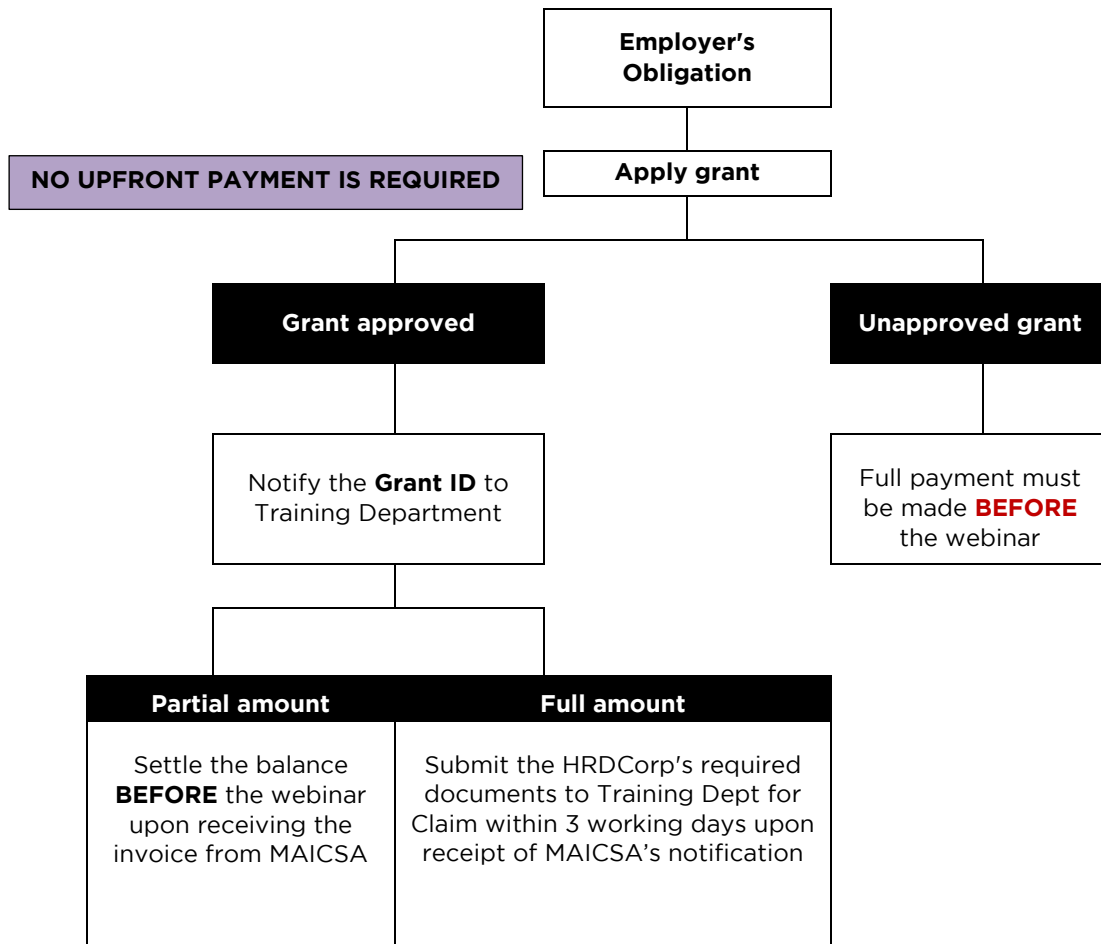 Employer's
Obligation
NO UPFRONT PAYMENT IS REQUIRED
Apply grant
Grant approved
Unapproved grant
Notify the Grant ID to
Training Department
Full payment must
be made BEFORE
the webinar
Partial amount
Full amount
Settle the balance
BEFORE the webinar
upon receiving the
invoice from MAICSA
Submit the HRDCorp's required
documents to Training Dept for
Claim within 3 working days upon
receipt of MAICSA’s notification